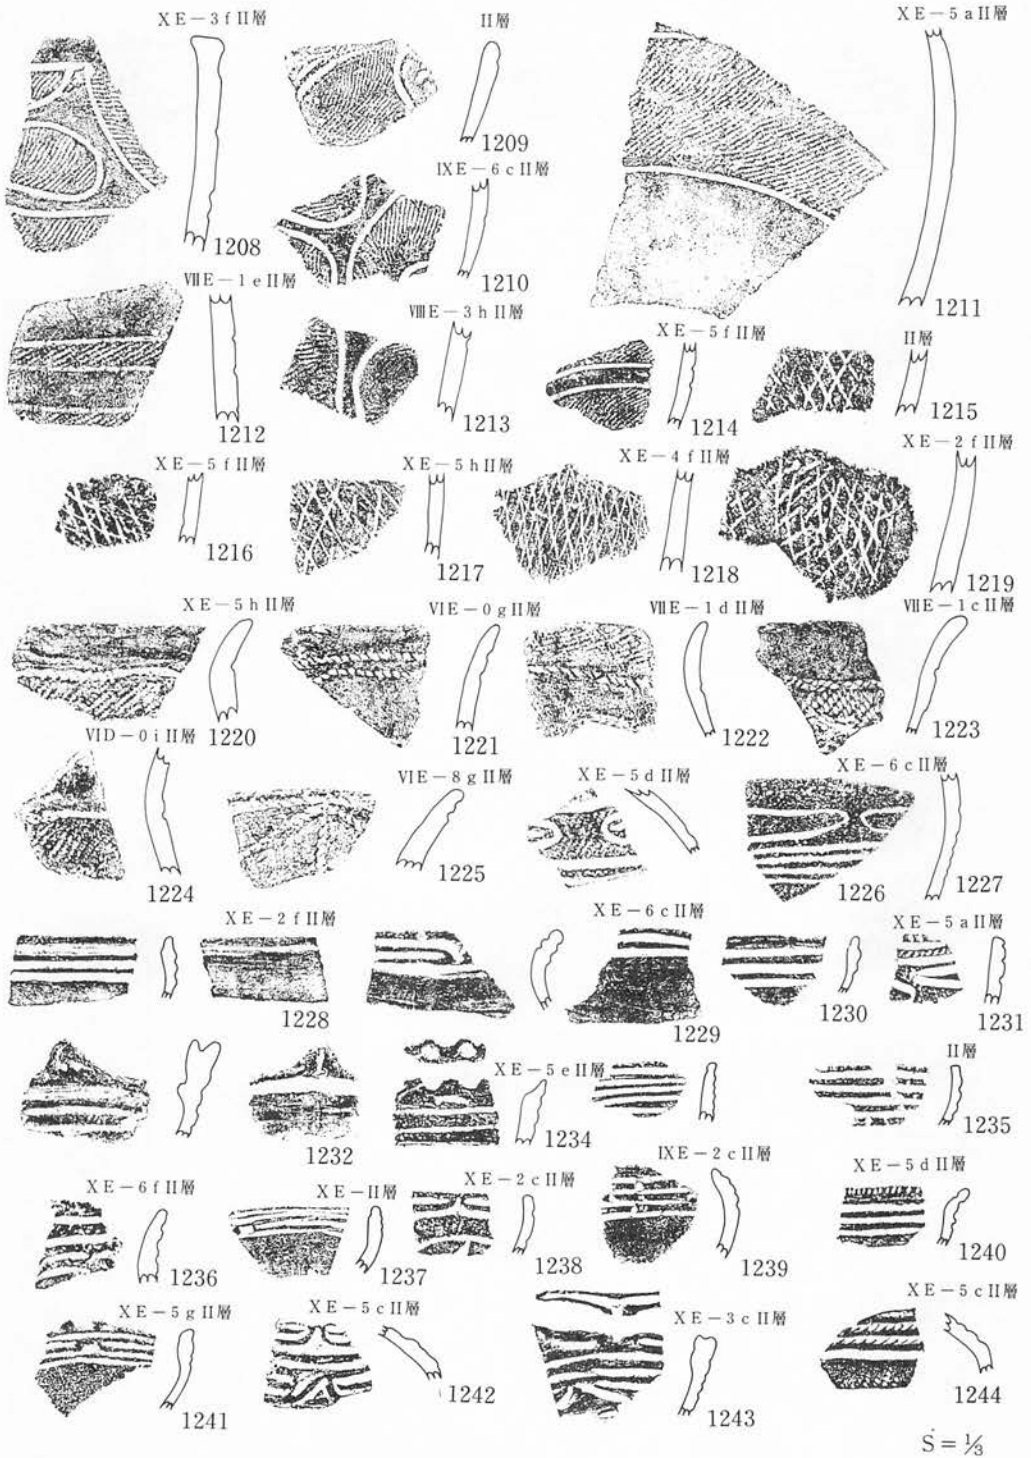 XE-3fII層
II層
XE-5aII層
1208
1209
IXE-6cII層
1210
1211
VIIE-1eII層
1212
VIIIE-3hII層
1213
XE-5fII層
1214
II層
1215
XE-5fII層
1216
XE-5hII層
1217
XE-4fII層
1218
XE-2fII層
1219
XE-5hII層
1220
VIE-0gII層
1221
VIIE-1dII層
1222
VIIE-1cII層
1223
VID-0iII層
1224
VIE-8gII層
1225
XE-5dII層
1226
XE-6cII層
1227
XE-2fII層
1228
XE-6cII層
1229
1230
XE-5aII層
1231
1232
XE-5eII層
1234
II層
1235
XE-6fII層
1236
XE-II層
1237
XE-2cII層
1238
IXE-2cII層
1239
XE-5dII層
1240
XE-5gII層
1241
XE-5cII層
1242
XE-3cII層
1243
XE-5cII層
1244
S=⅓